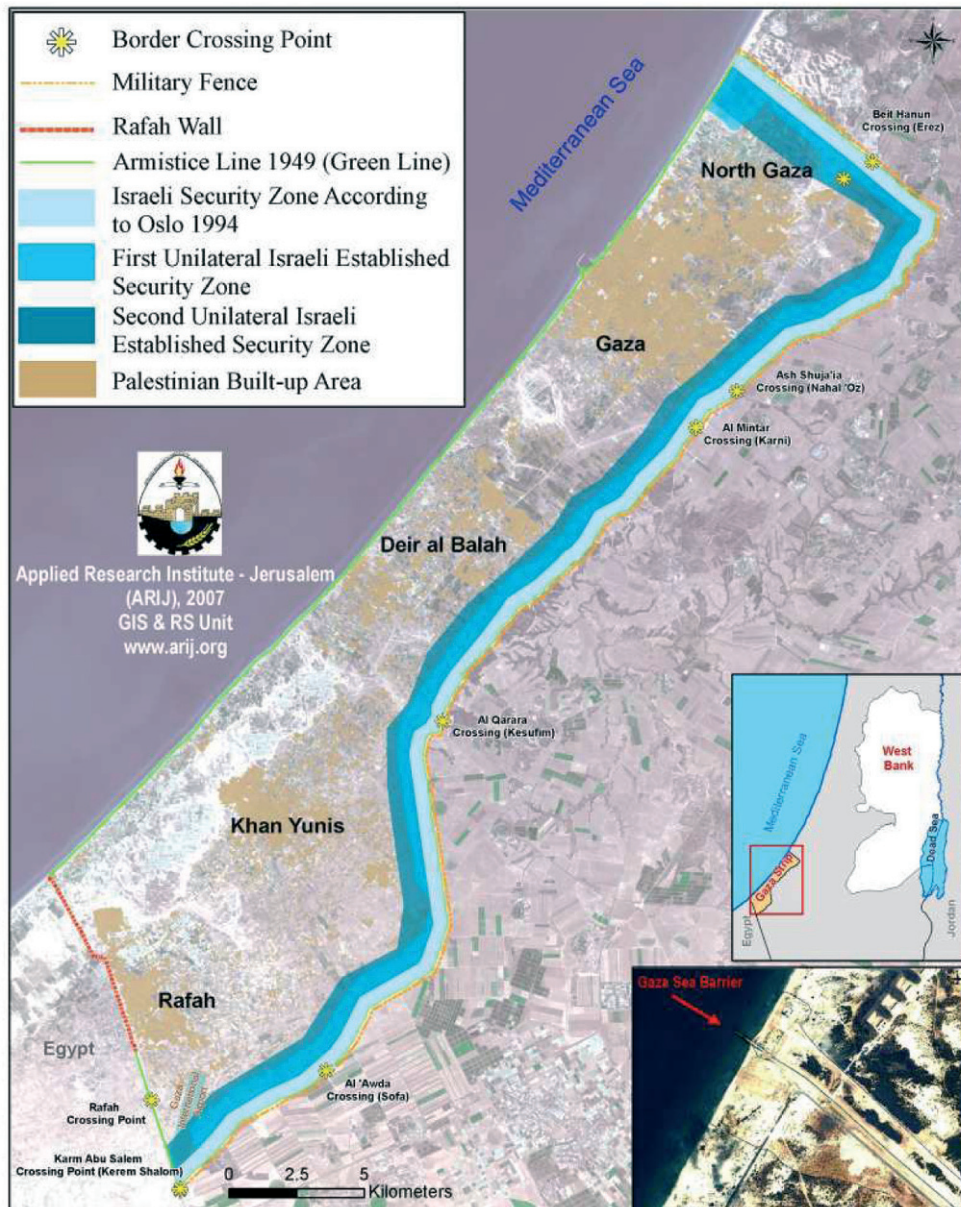 Border Crossing Point
Military Fence
Rafah Wall
Armistice Line 1949 (Green Line)
Israeli Security Zone According
to Oslo 1994
First Unilateral Israeli Established
Security Zone
Second Unilateral Israeli
Established Security Zone
Palestinian Built-up Area
Mediterranean Sea
Beit Hanun
Crossing (Erez)
North Gaza
Gaza
Ash Shuja'ia
Crossing (Nahal 'Oz)
Al Mintar
Crossing (Karni)
Deir al Balah
Applied Research Institute - Jerusalem
(ARIJ), 2007
GIS & RS Unit
www.arij.org
Al Qarara
Crossing (Kesufim)
Khan Yunis
Rafah
Egypt
Gaza
International
Airport
Rafah
Crossing Point
Al 'Awda
Crossing (Sofa)
Karm Abu Salem
Crossing Point (Kerem Shalom)
0 2.5 5
Kilometers
Mediterranean Sea
West
Bank
Dead Sea
Gaza Strip
Egypt
Jordan
Gaza Sea Barrier